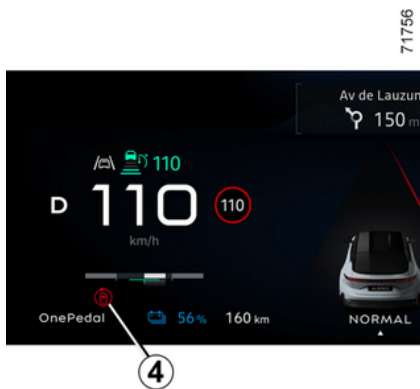 71756
Av de Lauzun
150 m
110
D
110
110
km/h
OnePedal
56%
160 km
NORMAL
4